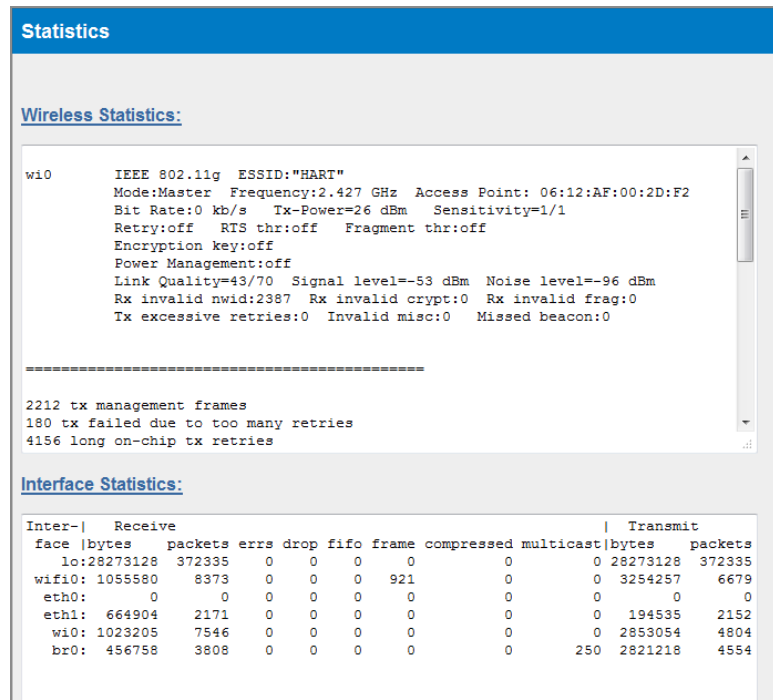 Statistics
Wireless Statistics:
wi0 IEEE 802.11g ESSID:"HART"
Mode:Master Frequency:2.427 GHz Access Point: 06:12:AF:00:2D:F2
Bit Rate:0 kb/s Tx-Power=26 dBm Sensitivity=1/1
Retry:off RTS thr:off Fragment thr:off
Encryption key:off
Power Management:off
Link Quality=43/70 Signal level=-53 dBm Noise level=-96 dBm
Rx invalid nwid:2387 Rx invalid crypt:0 Rx invalid frag:0
Tx excessive retries:0 Invalid misc:0 Missed beacon:0
=============================================
2212 tx management frames
180 tx failed due to too many retries
4156 long on-chip tx retries
Interface Statistics:
Inter-| Receive | Transmit
face |bytes packets errs drop fifo frame compressed multicast|bytes packets
lo:28273128 372335 0 0 0 0 0 0 28273128 372335
wifi0: 1055580 8373 0 0 0 921 0 0 3254257 6679
eth0: 0 0 0 0 0 0 0 0 0 0
eth1: 664904 2171 0 0 0 0 0 0 194535 2152
wi0: 1023205 7546 0 0 0 0 0 0 2853054 4804
br0: 456758 3808 0 0 0 0 0 250 2821218 4554